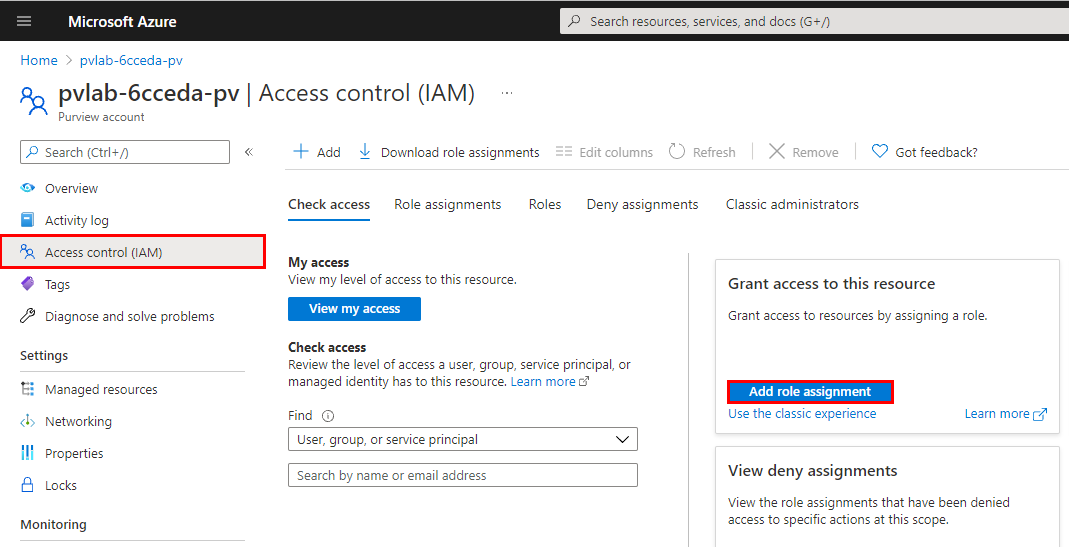 Microsoft Azure
Search resources, services, and docs (G+/)
Home > pvlab-6cceda-pv
pvlab-6cceda-pv | Access control (IAM) ...
Purview account
Search (Ctrl+/)
«
Overview
Activity log
Access control (IAM)
Tags
Diagnose and solve problems
Settings
Managed resources
Networking
Properties
Locks
Monitoring
Add Download role assignments Edit columns Refresh Remove Got feedback?
Check access Role assignments Roles Deny assignments Classic administrators
My access
View my level of access to this resource.
View my access
Check access
Review the level of access a user, group, service principal, or
managed identity has to this resource. Learn more
Find
User, group, or service principal
Search by name or email address
Grant access to this resource
Grant access to resources by assigning a role.
Add role assignment
Use the classic experience Learn more
View deny assignments
View the role assignments that have been denied
access to specific actions at this scope.